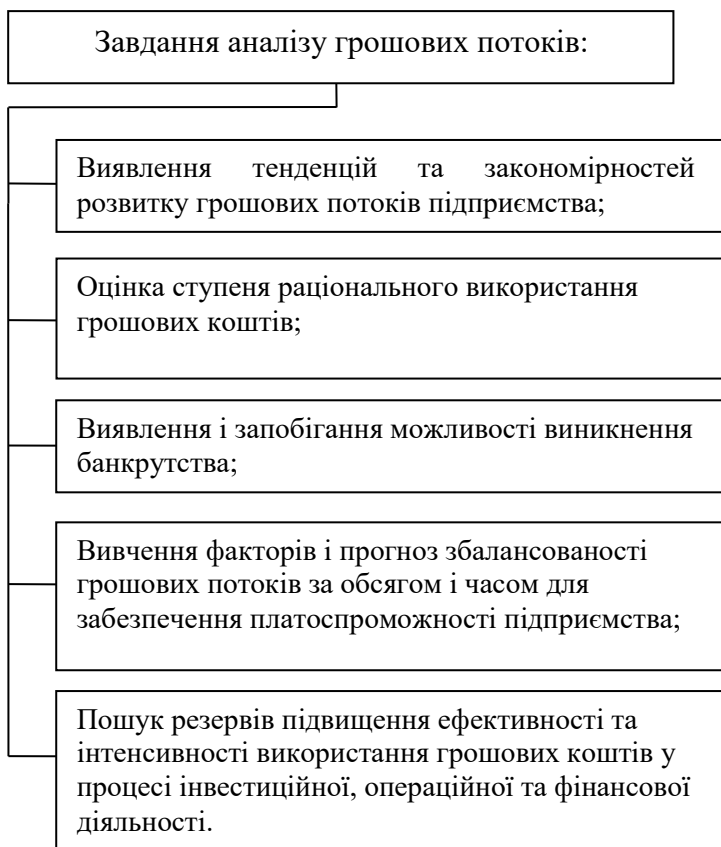 Завдання аналізу грошових потоків:
Виявлення тенденцій та закономірностей
розвитку грошових потоків підприємства;
Оцінка ступеня раціонального використання
грошових коштів;
Виявлення і запобігання можливості виникнення
банкрутства;
Вивчення факторів і прогноз збалансованості
грошових потоків за обсягом і часом для
забезпечення платоспроможності підприємства;
Пошук резервів підвищення ефективності та
інтенсивності використання грошових коштів у
процесі інвестиційної, операційної та фінансової
діяльності.